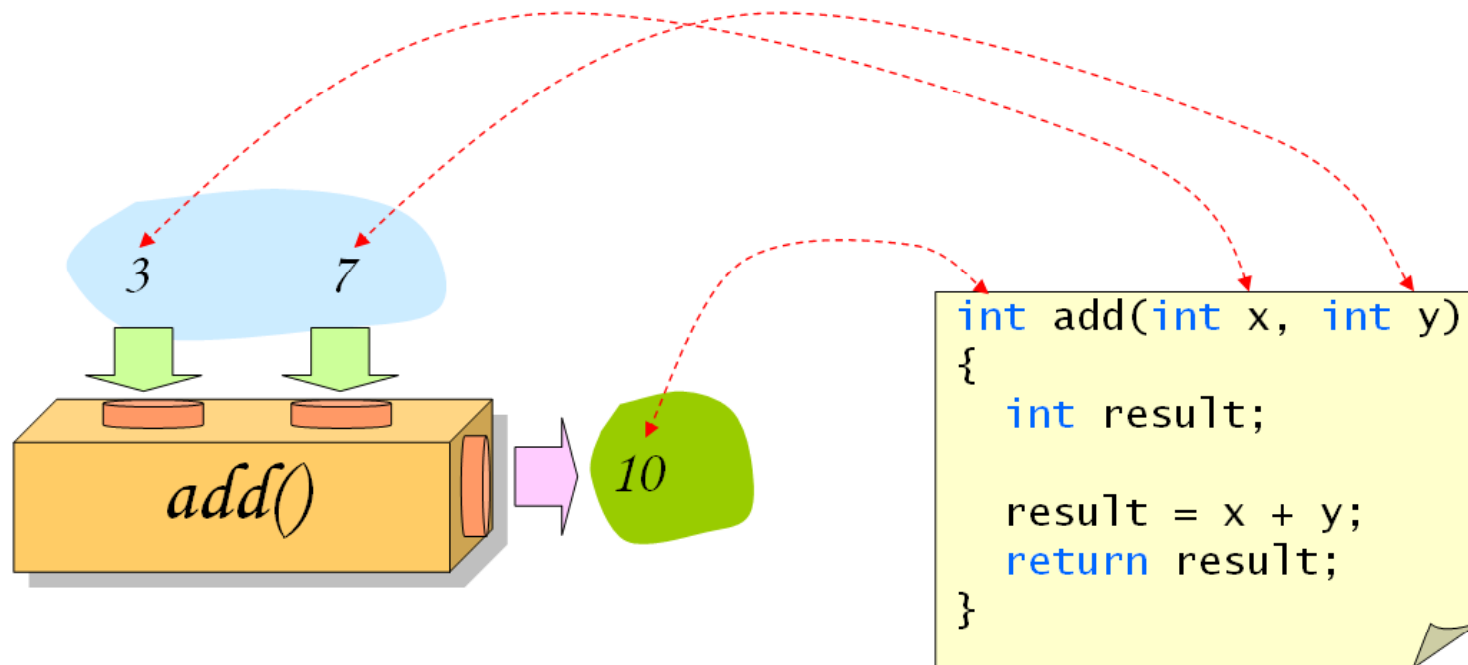 3 7
add()
10
int add(int x, int y)
{
int result;
result = x + y;
return result;
}